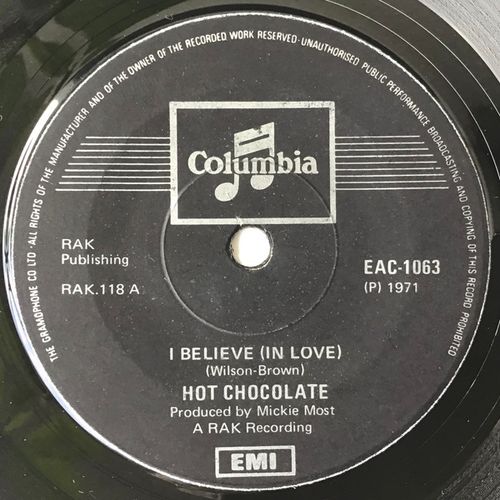 THE GRAMOPHONE CO LTD · ALL RIGHTS OF THE MANUFACTURER AND OF THE OWNER OF THE RECORDED WORK RESERVED · UNAUTHORISED PUBLIC PERFORMANCE BROADCASTING AND COPYING OF THIS RECORD PROHIBITED
Columbia
RAK
Publishing
RAK.118 A
EAC-1063
(P) 1971
I BELIEVE (IN LOVE)
(Wilson-Brown)
HOT CHOCOLATE
Produced by Mickie Most
A RAK Recording
EMI